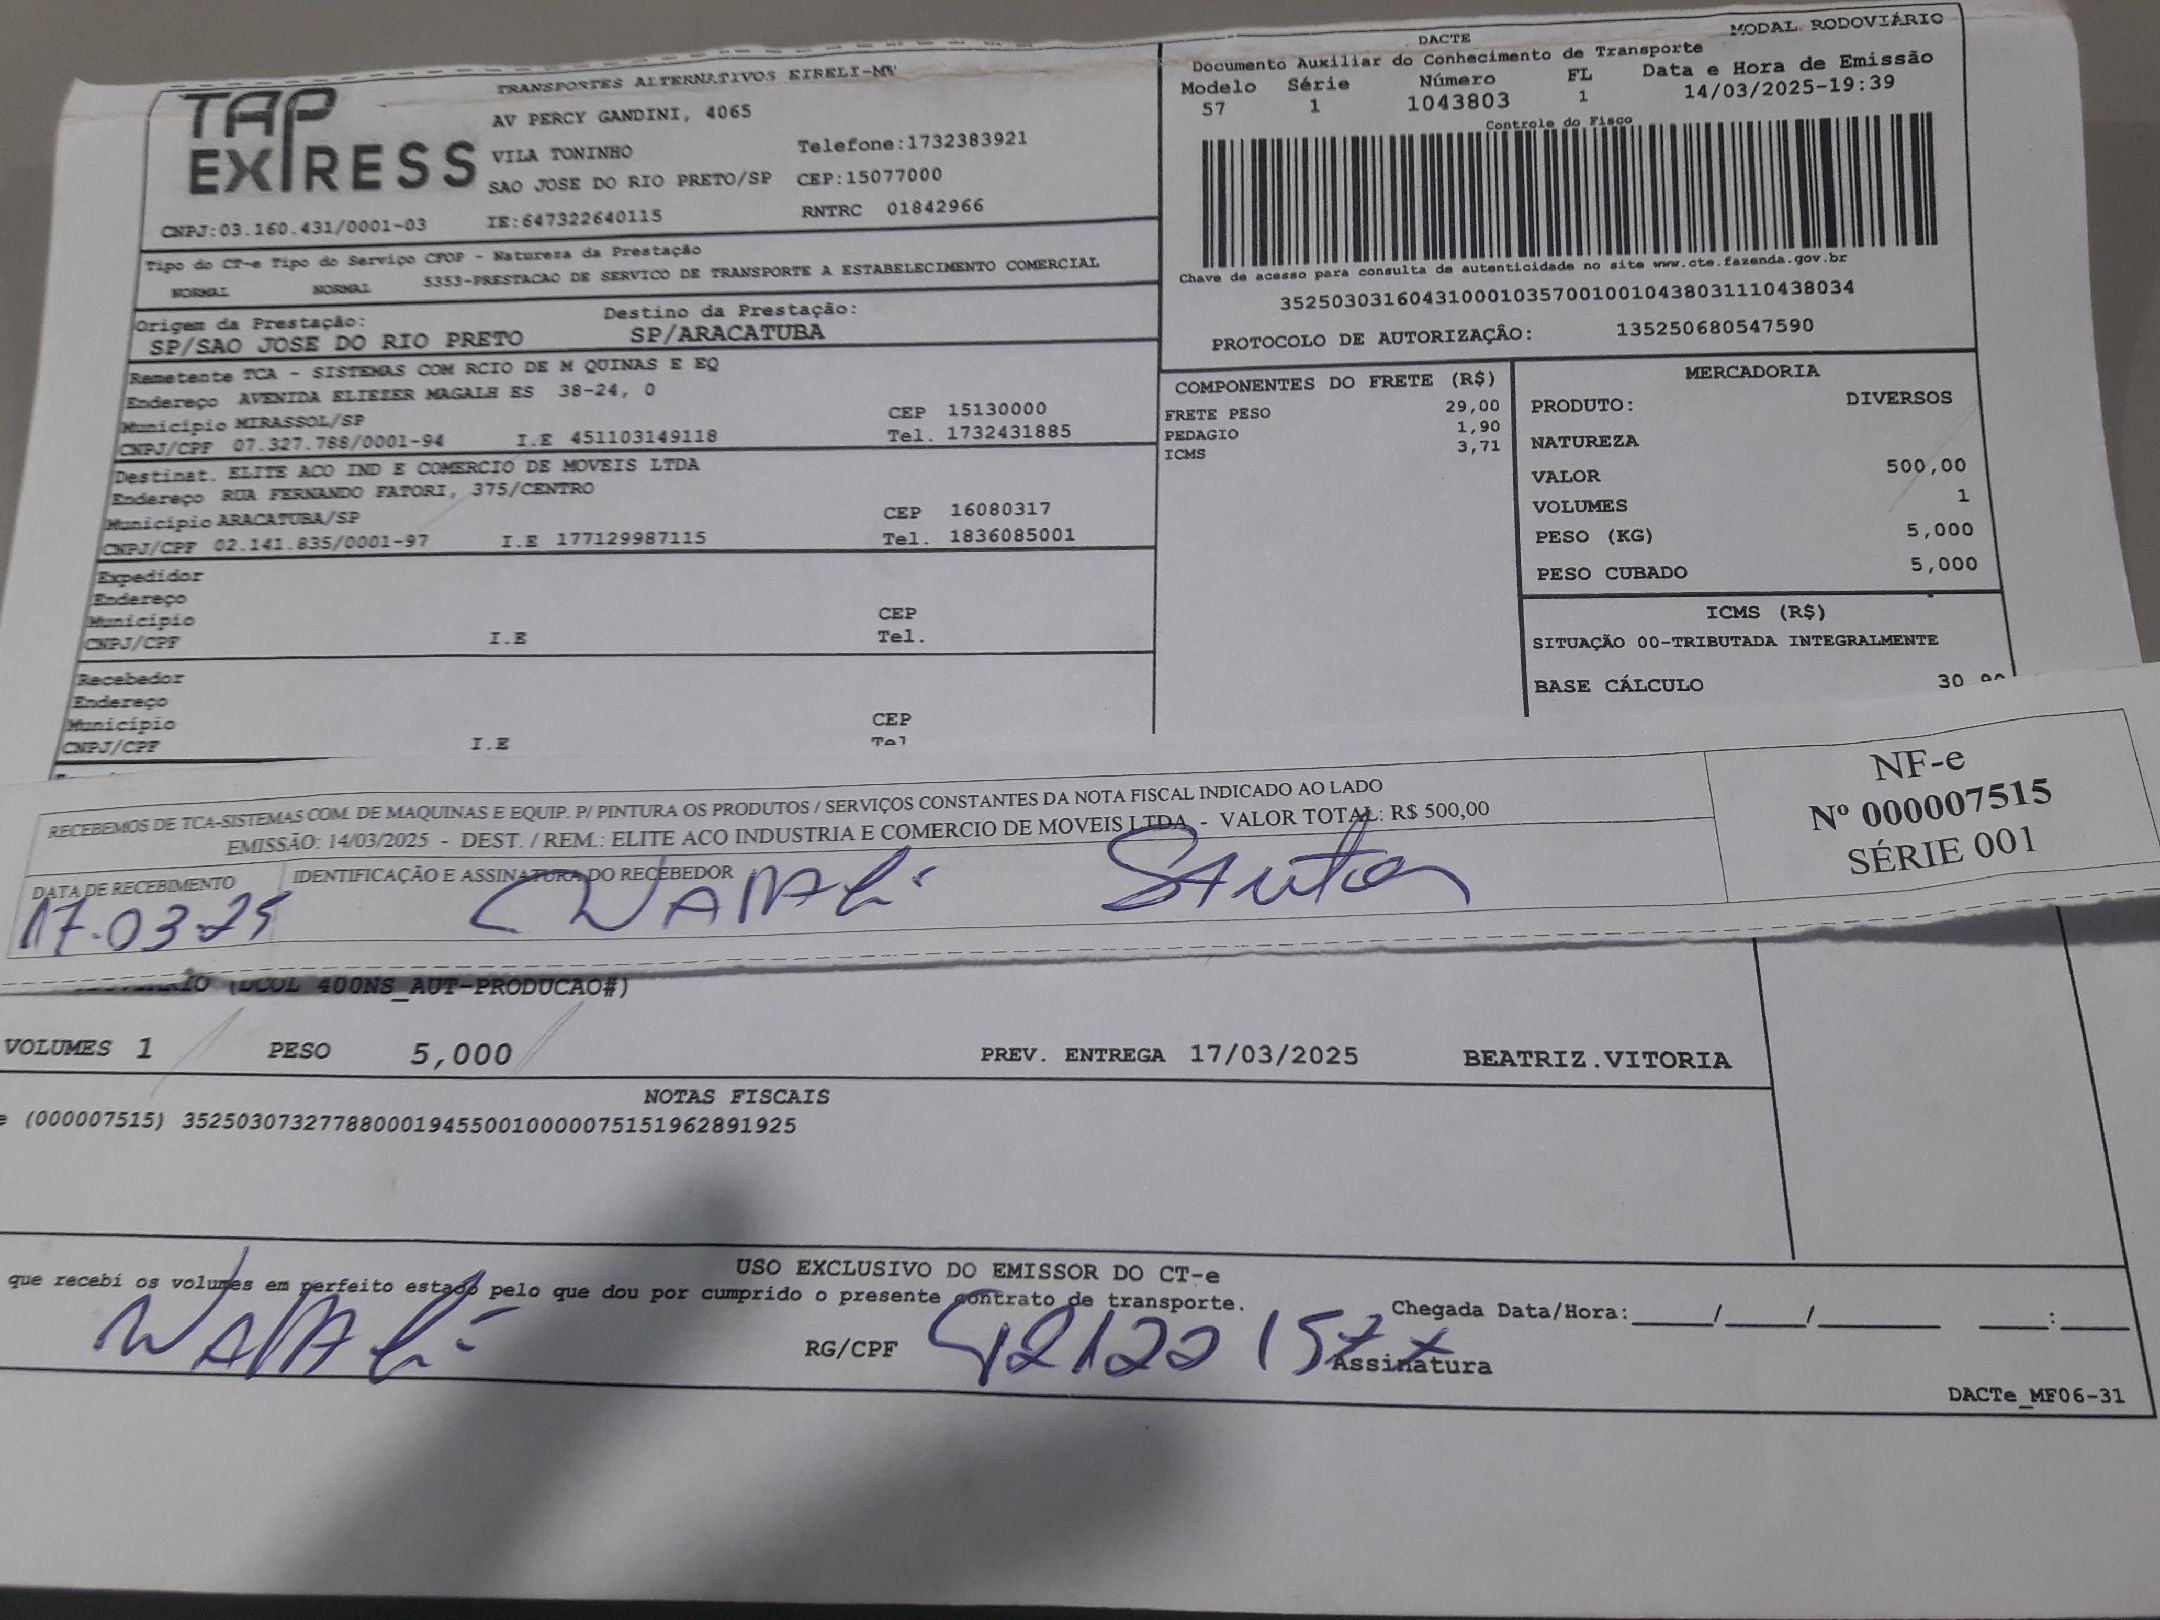 TAP EXPRESS
TRANSPORTES ALTERNATIVOS EIRELI-MV
AV PERCY GANDINI, 4065
VILA TONINHO Telefone:1732383921
SAO JOSE DO RIO PRETO/SP CEP:15077000
CNPJ:03.160.431/0001-03 IE:647322640115 RNTRC 01842966
Tipo do CT-e Tipo do Serviço CFOP - Natureza da Prestação
NORMAL NORMAL 5353-PRESTACAO DE SERVICO DE TRANSPORTE A ESTABELECIMENTO COMERCIAL
Origem da Prestação: Destino da Prestação:
SP/SAO JOSE DO RIO PRETO SP/ARACATUBA
Remetente TCA - SISTEMAS COM RCIO DE M QUINAS E EQ
Endereço AVENIDA ELIEZER MAGALH ES 38-24, 0
Município MIRASSOL/SP CEP 15130000
CNPJ/CPF 07.327.788/0001-94 I.E 451103149118 Tel. 1732431885
Destinat. ELITE ACO IND E COMERCIO DE MOVEIS LTDA
Endereço RUA FERNANDO FATORI, 375/CENTRO
Município ARACATUBA/SP CEP 16080317
CNPJ/CPF 02.141.835/0001-97 I.E 177129987115 Tel. 1836085001
Expedidor
Endereço
Município CEP
CNPJ/CPF I.E Tel.
Recebedor
Endereço
Município CEP
CNPJ/CPF I.E Tel
MODAL RODOVIÁRIO
DACTE
Documento Auxiliar do Conhecimento de Transporte
Modelo Série Número FL Data e Hora de Emissão
57 1 1043803 1 14/03/2025-19:39
Controle do Fisco
Chave de acesso para consulta de autenticidade no site www.cte.fazenda.gov.br
35250303160431000103570010010438031110438034
PROTOCOLO DE AUTORIZAÇÃO: 135250680547590
COMPONENTES DO FRETE (R$)
FRETE PESO 29,00
PEDAGIO 1,90
ICMS 3,71
MERCADORIA
PRODUTO: DIVERSOS
NATUREZA
VALOR 500,00
VOLUMES 1
PESO (KG) 5,000
PESO CUBADO 5,000
ICMS (R$)
SITUAÇÃO 00-TRIBUTADA INTEGRALMENTE
BASE CÁLCULO 30
RECEBEMOS DE TCA-SISTEMAS COM. DE MAQUINAS E EQUIP. P/ PINTURA OS PRODUTOS / SERVIÇOS CONSTANTES DA NOTA FISCAL INDICADO AO LADO
EMISSÃO: 14/03/2025 - DEST. / REM.: ELITE ACO INDUSTRIA E COMERCIO DE MOVEIS LTDA - VALOR TOTAL: R$ 500,00
DATA DE RECEBIMENTO IDENTIFICAÇÃO E ASSINATURA DO RECEBEDOR
17.03.25
NF-e
Nº 000007515
SÉRIE 001
(DCOL 400NS_AUT-PRODUCAO#)
VOLUMES 1 PESO 5,000 PREV. ENTREGA 17/03/2025 BEATRIZ.VITORIA
NOTAS FISCAIS
e (000007515) 35250307327788000194550010000075151962891925
USO EXCLUSIVO DO EMISSOR DO CT-e
que recebi os volumes em perfeito estado pelo que dou por cumprido o presente contrato de transporte.
Chegada Data/Hora:____/____/______ ___:___
RG/CPF
Assinatura
DACTe_MF06-31